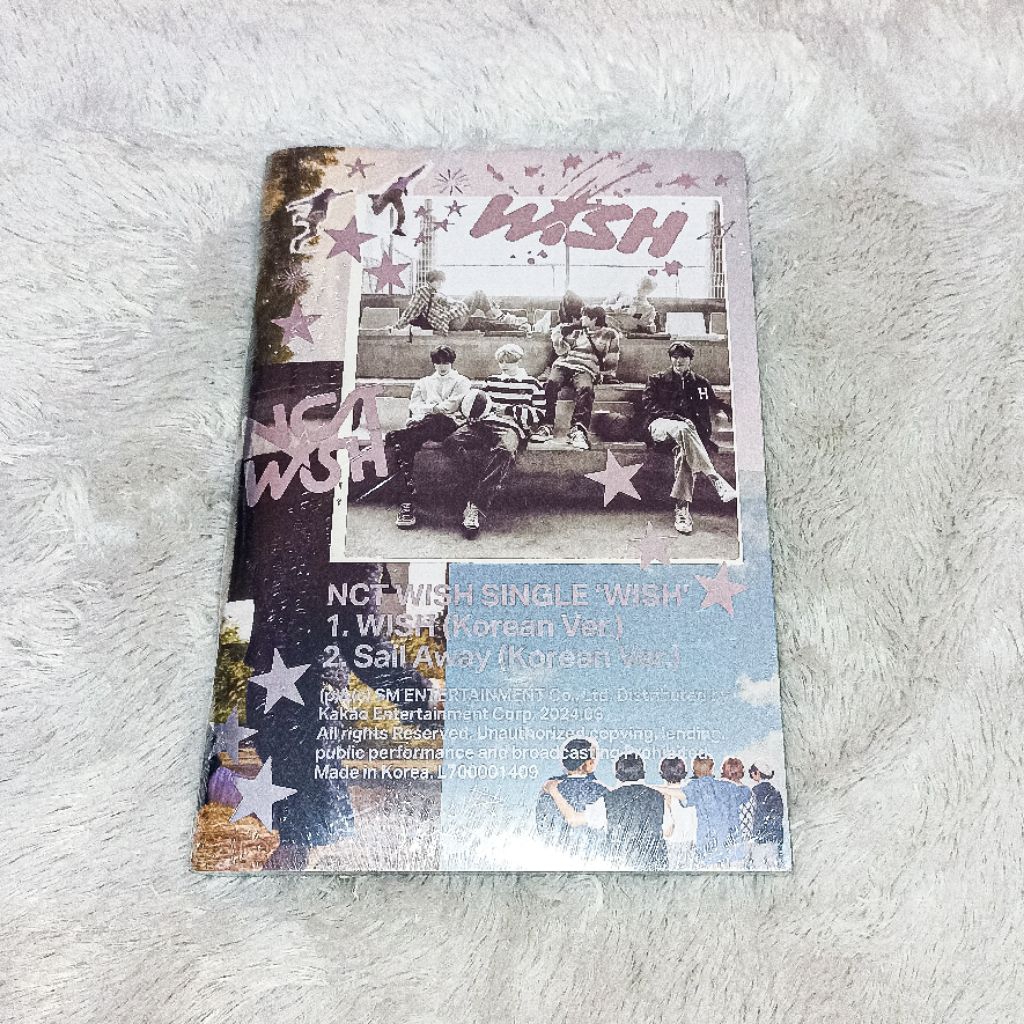 WISH
H
NCT
WISH
NCT WISH SINGLE 'WISH'
1. WISH (Korean Ver.)
2. Sail Away (Korean Ver.)
SM ENTERTAINMENT Co., Ltd. Distributed
Kakao Entertainment Corp. 2024.03
All rights Reserved. Unauthorized copying, lending,
public performance and broadcasting prohibited.
Made in Korea. L700001409